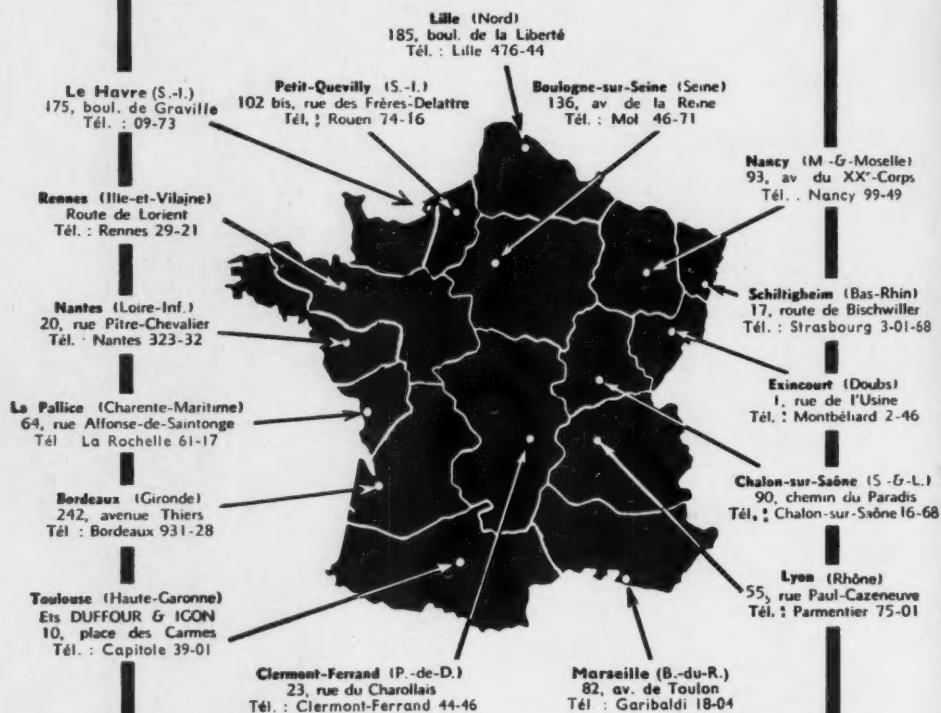 Lille (Nord)
185, boul. de la Liberté
Tél. : Lille 476-44
Le Havre (S.-I.)
175, boul. de Graville
Tél. : 09-73
Petit-Quevilly (S.-I.)
102 bis, rue des Frères-Delattre
Tél. : Rouen 74-16
Boulogne-sur-Seine (Seine)
136, av de la Reine
Tél. : Mol 46-71
Nancy (M -&-Moselle)
93, av du XXe-Corps
Tél. . Nancy 99-49
Rennes (Ille-et-Vilaine)
Route de Lorient
Tél. : Rennes 29-21
Schiltigheim (Bas-Rhin)
17, route de Bischwiller
Tél. : Strasbourg 3-01-68
Nantes (Loire-Inf.)
20, rue Pitre-Chevalier
Tél. · Nantes 323-32
Exincourt (Doubs)
1, rue de l'Usine
Tél. : Montbéliard 2-46
La Pallice (Charente-Maritime)
64, rue Alfonse-de-Saintonge
Tél La Rochelle 61-17
Chalon-sur-Saône (S -&-L.)
90, chemin du Paradis
Tél. : Chalon-sur-Saône 16-68
Bordeaux (Gironde)
242, avenue Thiers
Tél : Bordeaux 931-28
Lyon (Rhône)
55, rue Paul-Cazeneuve
Tél. : Parmentier 75-01
Toulouse (Haute-Garonne)
Ets DUFFOUR & IGON
10, place des Carmes
Tél. : Capitole 39-01
Clermont-Ferrand (P.-de-D.)
23, rue du Charollais
Tél. : Clermont-Ferrand 44-46
Marseille (B.-du-R.)
82, av. de Toulon
Tél : Garibaldi 18-04